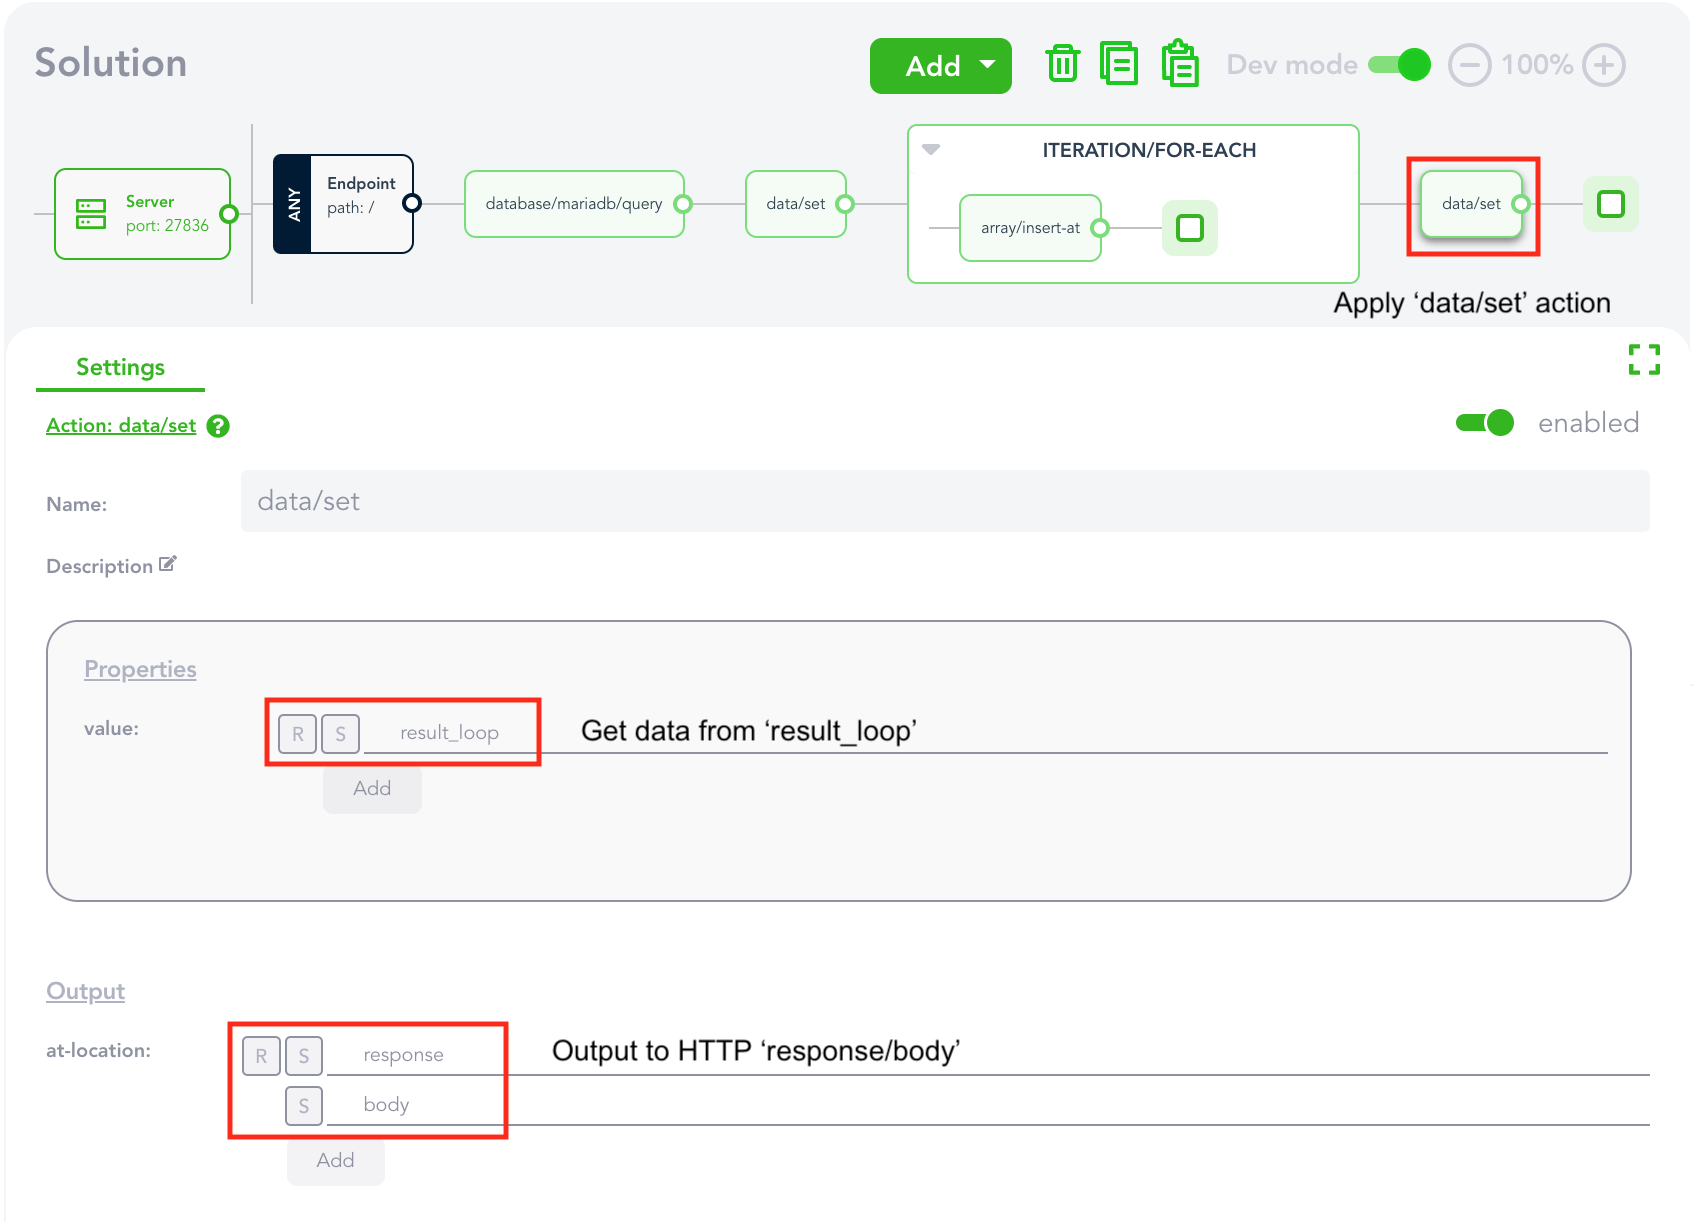 Solution
Add
Dev mode
100%
Server
port: 27836
ANY
Endpoint
path: /
database/mariadb/query
data/set
ITERATION/FOR-EACH
array/insert-at
data/set
Apply ‘data/set’ action
Settings
Action: data/set ?
enabled
Name:
data/set
Description
Properties
value:
R S result_loop
Get data from ‘result_loop’
Add
Output
at-location:
R S response
Output to HTTP ‘response/body’
S body
Add